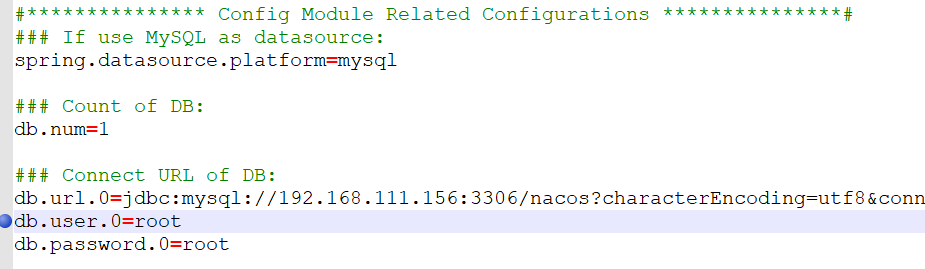 #*************** Config Module Related Configurations ***************#
### If use MySQL as datasource:
spring.datasource.platform=mysql
### Count of DB:
db.num=1
### Connect URL of DB:
db.url.0=jdbc:mysql://192.168.111.156:3306/nacos?characterEncoding=utf8&conn
db.user.0=root
db.password.0=root